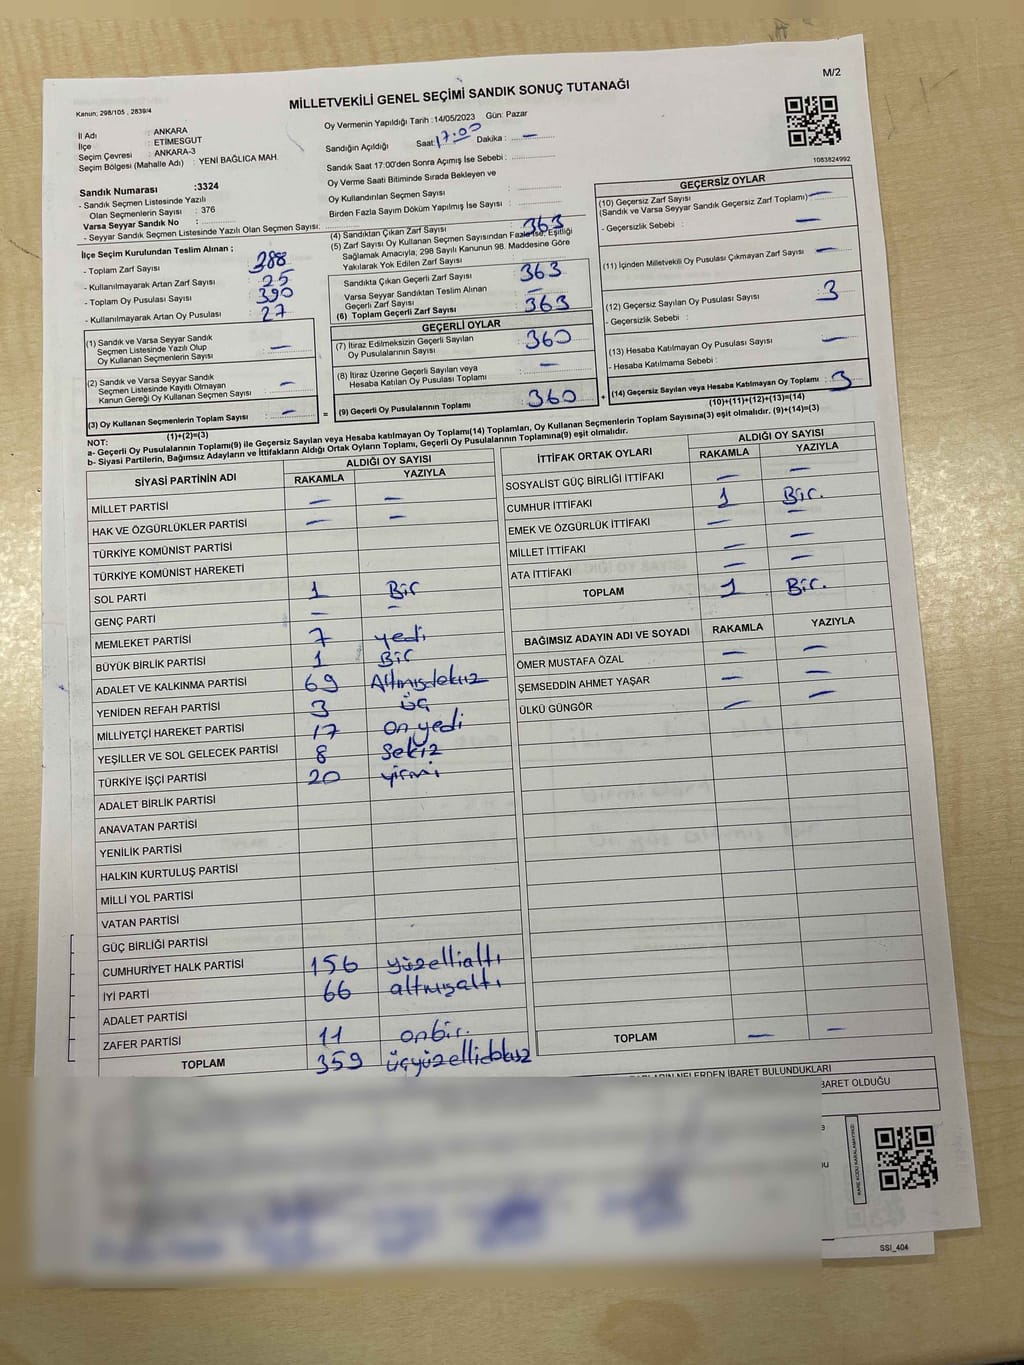 M/2
MİLLETVEKİLİ GENEL SEÇİMİ SANDIK SONUÇ TUTANAĞI
Kanun; 298/105 , 2839/4
İl Adı : ANKARA
İlçe : ETİMESGUT
Seçim Çevresi : ANKARA-3
Seçim Bölgesi (Mahalle Adı) : YENİ BAĞLICA MAH.
Sandık Numarası :3324
- Sandık Seçmen Listesinde Yazılı
Olan Seçmenlerin Sayısı : 376
Varsa Seyyar Sandık No :
- Seyyar Sandık Seçmen Listesinde Yazılı Olan Seçmen Sayısı:
Oy Vermenin Yapıldığı Tarih :14/05/2023 Gün: Pazar
Sandığın Açıldığı Saat: 17:00 Dakika : —
Sandık Saat 17:00'den Sonra Açımış İse Sebebi :
Oy Verme Saati Bitiminde Sırada Bekleyen ve
Oy Kullandırılan Seçmen Sayısı :
Birden Fazla Sayım Döküm Yapılmış İse Sayısı :
1083824992
İlçe Seçim Kurulundan Teslim Alınan ;
- Toplam Zarf Sayısı : 388
- Kullanılmayarak Artan Zarf Sayısı : 25
- Toplam Oy Pusulası Sayısı : 390
- Kullanılmayarak Artan Oy Pusulası : 27
(1) Sandık ve Varsa Seyyar Sandık
Seçmen Listesinde Yazılı Olup
Oy Kullanan Seçmenlerin Sayısı : —
(2) Sandık ve Varsa Seyyar Sandık
Seçmen Listesinde Kayıtlı Olmayan
Kanun Gereği Oy Kullanan Seçmen Sayısı : —
(3) Oy Kullanan Seçmenlerin Toplam Sayısı : —
(1)+(2)=(3)
(4) Sandıktan Çıkan Zarf Sayısı : 363
(5) Zarf Sayısı Oy Kullanan Seçmen Sayısından Fazla İse, Eşitliği
Sağlamak Amacıyla; 298 Sayılı Kanunun 98. Maddesine Göre
Yakılarak Yok Edilen Zarf Sayısı :
Sandıkta Çıkan Geçerli Zarf Sayısı : 363
Varsa Seyyar Sandıktan Teslim Alınan
Geçerli Zarf Sayısı : —
(6) Toplam Geçerli Zarf Sayısı : 363
GEÇERLİ OYLAR
(7) İtiraz Edilmeksizin Geçerli Sayılan
Oy Pusulalarının Sayısı : 360
(8) İtiraz Üzerine Geçerli Sayılan veya
Hesaba Katılan Oy Pusulası Toplamı : —
= (9) Geçerli Oy Pusulalarının Toplamı : 360
GEÇERSİZ OYLAR
(10) Geçersiz Zarf Sayısı
(Sandık ve Varsa Seyyar Sandık Geçersiz Zarf Toplamı) —
- Geçersizlik Sebebi : —
(11) İçinden Milletvekili Oy Pusulası Çıkmayan Zarf Sayısı : —
(12) Geçersiz Sayılan Oy Pusulası Sayısı : 3
- Geçersizlik Sebebi :
(13) Hesaba Katılmayan Oy Pusulası Sayısı : —
- Hesaba Katılmama Sebebi :
+ (14) Geçersiz Sayılan veya Hesaba Katılmayan Oy Toplamı : 3
(10)+(11)+(12)+(13)=(14)
NOT:
a- Geçerli Oy Pusulalarının Toplamı(9) ile Geçersiz Sayılan veya Hesaba katılmayan Oy Toplamı(14) Toplamları, Oy Kullanan Seçmenlerin Toplam Sayısına(3) eşit olmalıdır. (9)+(14)=(3)
b- Siyasi Partilerin, Bağımsız Adayların ve İttifakların Aldığı Ortak Oyların Toplamı, Geçerli Oy Pusulalarının Toplamına(9) eşit olmalıdır.
SİYASİ PARTİNİN ADI ALDIĞI OY SAYISI
RAKAMLA YAZIYLA
MİLLET PARTİSİ — —
HAK VE ÖZGÜRLÜKLER PARTİSİ — —
TÜRKİYE KOMÜNİST PARTİSİ
TÜRKİYE KOMÜNİST HAREKETİ
SOL PARTİ 1 Bir
GENÇ PARTİ — —
MEMLEKET PARTİSİ 7 yedi
BÜYÜK BİRLİK PARTİSİ 1 Bir
ADALET VE KALKINMA PARTİSİ 69 Altmışdokuz
YENİDEN REFAH PARTİSİ 3 üç
MİLLİYETÇİ HAREKET PARTİSİ 17 on yedi
YEŞİLLER VE SOL GELECEK PARTİSİ 8 Sekiz
TÜRKİYE İŞÇİ PARTİSİ 20 yirmi
ADALET BİRLİK PARTİSİ
ANAVATAN PARTİSİ
YENİLİK PARTİSİ
HALKIN KURTULUŞ PARTİSİ
MİLLİ YOL PARTİSİ
VATAN PARTİSİ
GÜÇ BİRLİĞİ PARTİSİ
CUMHURİYET HALK PARTİSİ 156 yüzellialtı
İYİ PARTİ 66 altmışaltı
ADALET PARTİSİ
ZAFER PARTİSİ 11 onbir.
TOPLAM 359 üçyüzellidokuz
İTTİFAK ORTAK OYLARI ALDIĞI OY SAYISI
RAKAMLA YAZIYLA
SOSYALİST GÜÇ BİRLİĞİ İTTİFAKI — —
CUMHUR İTTİFAKI 1 Bir.
EMEK VE ÖZGÜRLÜK İTTİFAKI — —
MİLLET İTTİFAKI — —
ATA İTTİFAKI — —
TOPLAM 1 Bir.
BAĞIMSIZ ADAYIN ADI VE SOYADI RAKAMLA YAZIYLA
ÖMER MUSTAFA ÖZAL — —
ŞEMSEDDİN AHMET YAŞAR — —
ÜLKÜ GÜNGÖR — —
TOPLAM — —
NELERDEN İBARET BULUNDUKLARI
BARET OLDUĞU
SSI_404